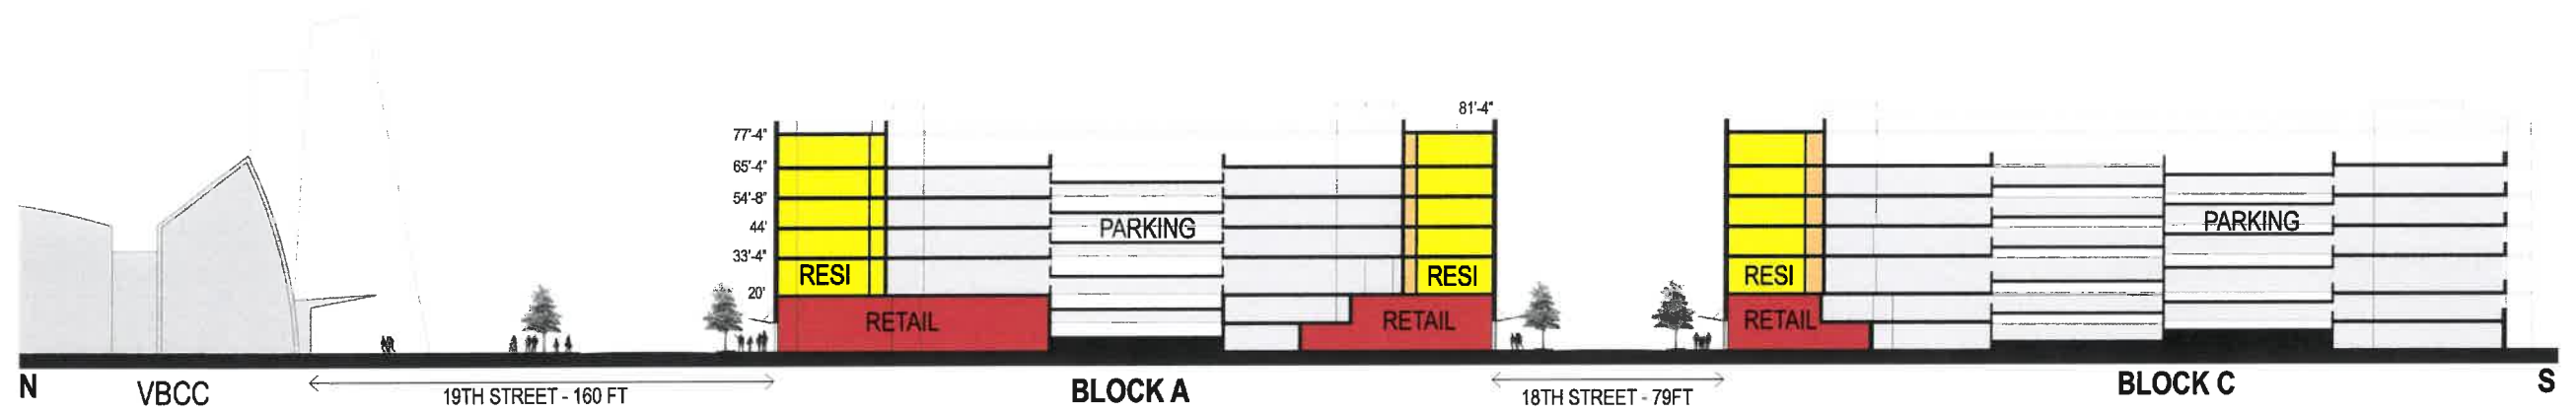 81'-4"
77'-4"
65'-4"
54'-8"
44'
33'-4"
20'
RESI
PARKING
RESI
RETAIL
RETAIL
RESI
RETAIL
PARKING
N
VBCC
19TH STREET - 160 FT
BLOCK A
18TH STREET - 79FT
BLOCK C
S